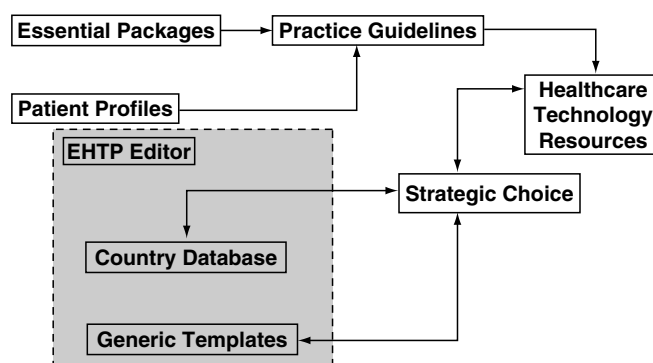 Essential Packages
Practice Guidelines
Patient Profiles
Healthcare
Technology
Resources
EHTP Editor
Strategic Choice
Country Database
Generic Templates